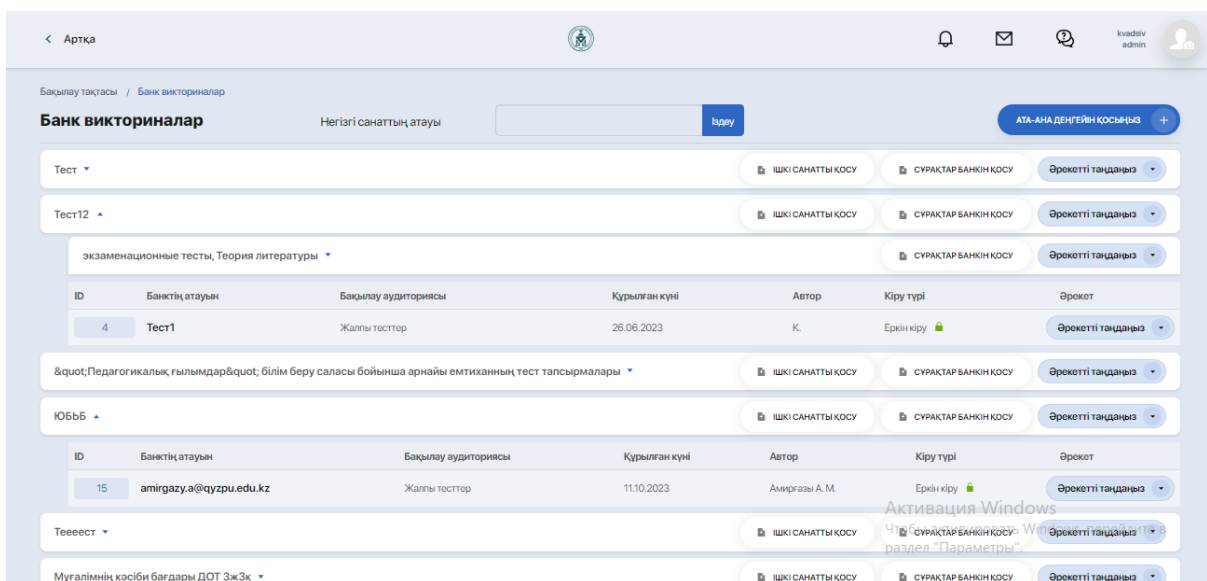 Артқа
kvadsiv
admin
Бақылау тақтасы / Банк викториналар
Банк викториналар Негізгі санаттың атауы Іздеу АТА-АНА ДЕҢГЕЙІН ҚОСЫҢЫЗ +
Тест ІШКІ САНАТТЫ ҚОСУ СҰРАҚТАР БАНКІН ҚОСУ Әрекетті таңдаңыз
Тест12 ІШКІ САНАТТЫ ҚОСУ СҰРАҚТАР БАНКІН ҚОСУ Әрекетті таңдаңыз
экзаменационные тесты, Теория литературы СҰРАҚТАР БАНКІН ҚОСУ Әрекетті таңдаңыз
ID Банктің атауын Бақылау аудиториясы Құрылған күні Автор Кіру түрі Әрекет
4 Тест1 Жалпы тесттер 26.06.2023 К. Еркін кіру Әрекетті таңдаңыз
&quot;Педагогикалық ғылымдар&quot; білім беру саласы бойынша арнайы емтиханның тест тапсырмалары ІШКІ САНАТТЫ ҚОСУ СҰРАҚТАР БАНКІН ҚОСУ Әрекетті таңдаңыз
ЮБЬБ ІШКІ САНАТТЫ ҚОСУ СҰРАҚТАР БАНКІН ҚОСУ Әрекетті таңдаңыз
ID Банктің атауын Бақылау аудиториясы Құрылған күні Автор Кіру түрі Әрекет
15 amirgazy.a@qyzpu.edu.kz Жалпы тесттер 11.10.2023 Амирғазы А. М. Еркін кіру Әрекетті таңдаңыз
Активация Windows
Чтобы активировать Windows, перейдите в
раздел "Параметры".
Теееест ІШКІ САНАТТЫ ҚОСУ СҰРАҚТАР БАНКІН ҚОСУ Әрекетті таңдаңыз
Мұғалімнің кәсіби бағдары ДОТ 3ж3к ІШКІ САНАТТЫ ҚОСУ СҰРАҚТАР БАНКІН ҚОСУ Әрекетті таңдаңыз